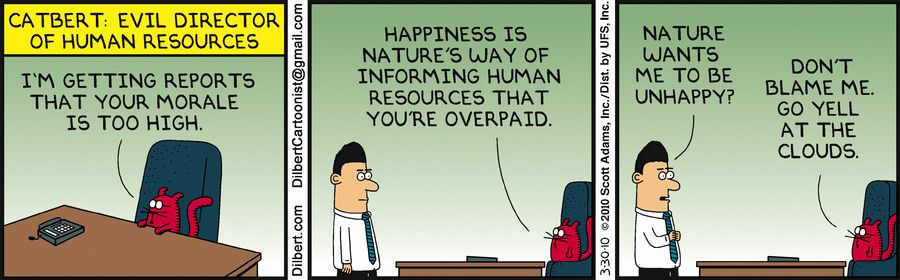 CATBERT: EVIL DIRECTOR
OF HUMAN RESOURCES
I'M GETTING REPORTS
THAT YOUR MORALE
IS TOO HIGH.
Dilbert.com DilbertCartoonist@gmail.com
HAPPINESS IS
NATURE'S WAY OF
INFORMING HUMAN
RESOURCES THAT
YOU'RE OVERPAID.
3-30-10 ©2010 Scott Adams, Inc./Dist. by UFS, Inc.
NATURE
WANTS
ME TO BE
UNHAPPY?
DON'T
BLAME ME.
GO YELL
AT THE
CLOUDS.